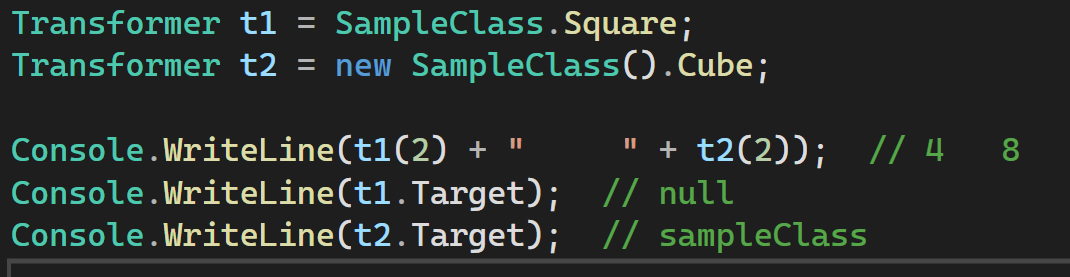 Transformer t1 = SampleClass.Square;
Transformer t2 = new SampleClass().Cube;
Console.WriteLine(t1(2) + "      " + t2(2));  // 4   8
Console.WriteLine(t1.Target);  // null
Console.WriteLine(t2.Target);  // sampleClass